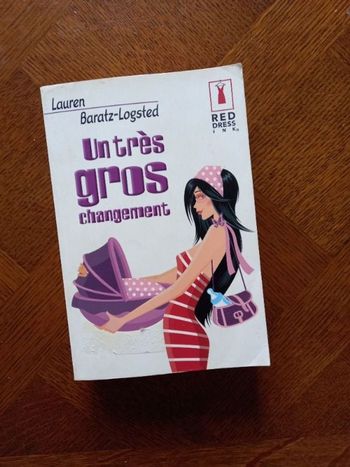 Lauren
Baratz-Logsted
RED
DRESS
INK
Un très
gros
changement